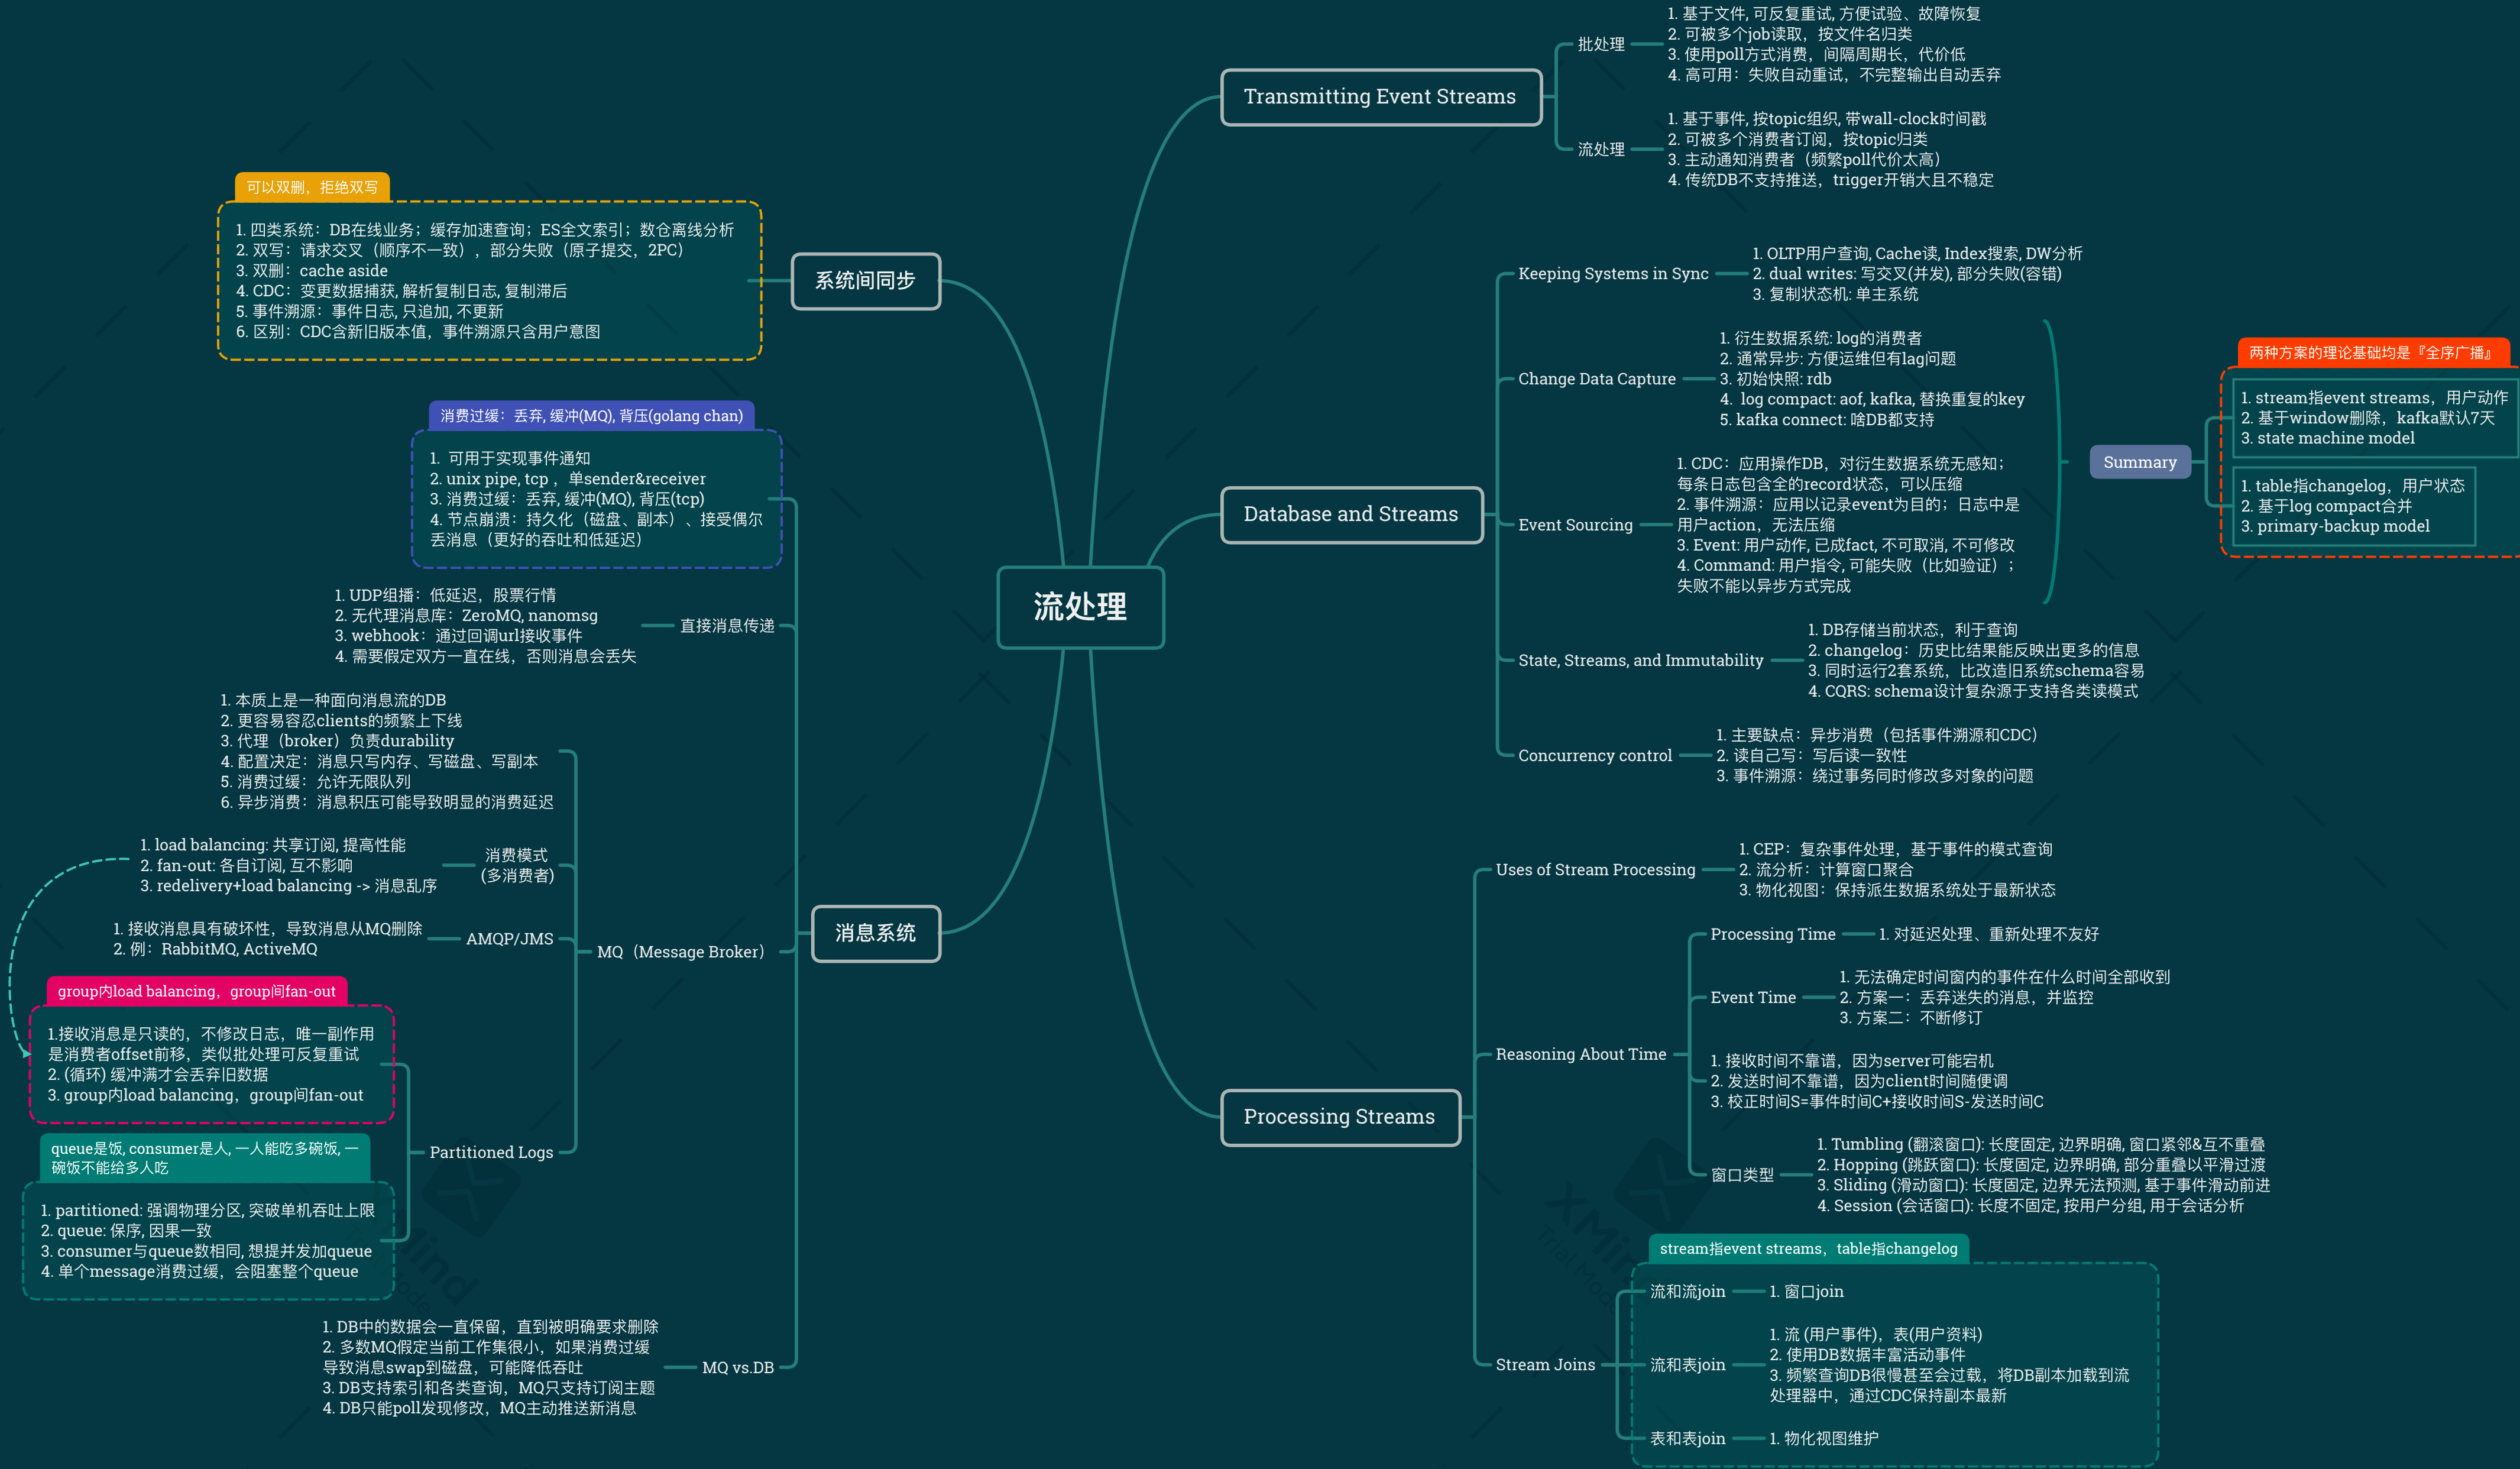 流处理
Transmitting Event Streams
批处理
1. 基于文件, 可反复重试, 方便试验、故障恢复
2. 可被多个job读取，按文件名归类
3. 使用poll方式消费，间隔周期长，代价低
4. 高可用：失败自动重试，不完整输出自动丢弃
流处理
1. 基于事件, 按topic组织, 带wall-clock时间戳
2. 可被多个消费者订阅，按topic归类
3. 主动通知消费者（频繁poll代价太高）
4. 传统DB不支持推送，trigger开销大且不稳定
Database and Streams
Keeping Systems in Sync
1. OLTP用户查询, Cache读, Index搜索, DW分析
2. dual writes: 写交叉(并发), 部分失败(容错)
3. 复制状态机: 单主系统
Change Data Capture
1. 衍生数据系统: log的消费者
2. 通常异步: 方便运维但有lag问题
3. 初始快照: rdb
4. log compact: aof, kafka, 替换重复的key
5. kafka connect: 啥DB都支持
Event Sourcing
1. CDC：应用操作DB，对衍生数据系统无感知；
每条日志包含全的record状态，可以压缩
2. 事件溯源：应用以记录event为目的；日志中是
用户action，无法压缩
3. Event: 用户动作, 已成fact, 不可取消, 不可修改
4. Command: 用户指令, 可能失败（比如验证）；
失败不能以异步方式完成
Summary
两种方案的理论基础均是『全序广播』
1. stream指event streams，用户动作
2. 基于window删除，kafka默认7天
3. state machine model
1. table指changelog，用户状态
2. 基于log compact合并
3. primary-backup model
State, Streams, and Immutability
1. DB存储当前状态，利于查询
2. changelog：历史比结果能反映出更多的信息
3. 同时运行2套系统，比改造旧系统schema容易
4. CQRS: schema设计复杂源于支持各类读模式
Concurrency control
1. 主要缺点：异步消费（包括事件溯源和CDC）
2. 读自己写：写后读一致性
3. 事件溯源：绕过事务同时修改多对象的问题
Processing Streams
Uses of Stream Processing
1. CEP：复杂事件处理，基于事件的模式查询
2. 流分析：计算窗口聚合
3. 物化视图：保持派生数据系统处于最新状态
Reasoning About Time
Processing Time
1. 对延迟处理、重新处理不友好
Event Time
1. 无法确定时间窗内的事件在什么时间全部收到
2. 方案一：丢弃迷失的消息，并监控
3. 方案二：不断修订
1. 接收时间不靠谱，因为server可能宕机
2. 发送时间不靠谱，因为client时间随便调
3. 校正时间S=事件时间C+接收时间S-发送时间C
窗口类型
1. Tumbling (翻滚窗口): 长度固定, 边界明确, 窗口紧邻&互不重叠
2. Hopping (跳跃窗口): 长度固定, 边界明确, 部分重叠以平滑过渡
3. Sliding (滑动窗口): 长度固定, 边界无法预测, 基于事件滑动前进
4. Session (会话窗口): 长度不固定, 按用户分组, 用于会话分析
Stream Joins
stream指event streams，table指changelog
流和流join
1. 窗口join
流和表join
1. 流 (用户事件)，表(用户资料)
2. 使用DB数据丰富活动事件
3. 频繁查询DB很慢甚至会过载，将DB副本加载到流
处理器中，通过CDC保持副本最新
表和表join
1. 物化视图维护
系统间同步
可以双删，拒绝双写
1. 四类系统：DB在线业务；缓存加速查询；ES全文索引；数仓离线分析
2. 双写：请求交叉（顺序不一致），部分失败（原子提交，2PC）
3. 双删：cache aside
4. CDC：变更数据捕获, 解析复制日志, 复制滞后
5. 事件溯源：事件日志, 只追加, 不更新
6. 区别：CDC含新旧版本值，事件溯源只含用户意图
消息系统
消费过缓：丢弃, 缓冲(MQ), 背压(golang chan)
1. 可用于实现事件通知
2. unix pipe, tcp ，单sender&receiver
3. 消费过缓：丢弃, 缓冲(MQ), 背压(tcp)
4. 节点崩溃：持久化（磁盘、副本）、接受偶尔
丢消息（更好的吞吐和低延迟）
直接消息传递
1. UDP组播：低延迟，股票行情
2. 无代理消息库：ZeroMQ, nanomsg
3. webhook：通过回调url接收事件
4. 需要假定双方一直在线，否则消息会丢失
MQ（Message Broker）
1. 本质上是一种面向消息流的DB
2. 更容易容忍clients的频繁上下线
3. 代理（broker）负责durability
4. 配置决定：消息只写内存、写磁盘、写副本
5. 消费过缓：允许无限队列
6. 异步消费：消息积压可能导致明显的消费延迟
消费模式
(多消费者)
1. load balancing: 共享订阅, 提高性能
2. fan-out: 各自订阅, 互不影响
3. redelivery+load balancing -> 消息乱序
AMQP/JMS
1. 接收消息具有破坏性，导致消息从MQ删除
2. 例：RabbitMQ, ActiveMQ
Partitioned Logs
group内load balancing，group间fan-out
1.接收消息是只读的，不修改日志，唯一副作用
是消费者offset前移，类似批处理可反复重试
2. (循环) 缓冲满才会丢弃旧数据
3. group内load balancing，group间fan-out
queue是饭, consumer是人, 一人能吃多碗饭, 一
碗饭不能给多人吃
1. partitioned: 强调物理分区, 突破单机吞吐上限
2. queue: 保序, 因果一致
3. consumer与queue数相同, 想提并发加queue
4. 单个message消费过缓，会阻塞整个queue
MQ vs.DB
1. DB中的数据会一直保留，直到被明确要求删除
2. 多数MQ假定当前工作集很小，如果消费过缓
导致消息swap到磁盘，可能降低吞吐
3. DB支持索引和各类查询，MQ只支持订阅主题
4. DB只能poll发现修改，MQ主动推送新消息